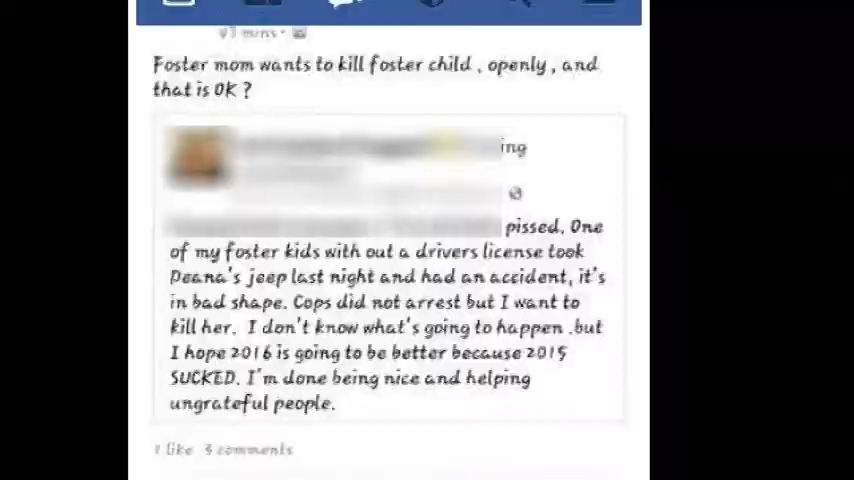 mins
Foster mom wants to kill foster child , openly , and
that is OK ?
ing
pissed. One
of my foster kids with out a drivers license took
Deana's jeep last night and had an accident, it's
in bad shape. Cops did not arrest but I want to
kill her. I don't know what's going to happen .but
I hope 2016 is going to be better because 2015
SUCKED. I'm done being nice and helping
ungrateful people.
1 like 3 comments